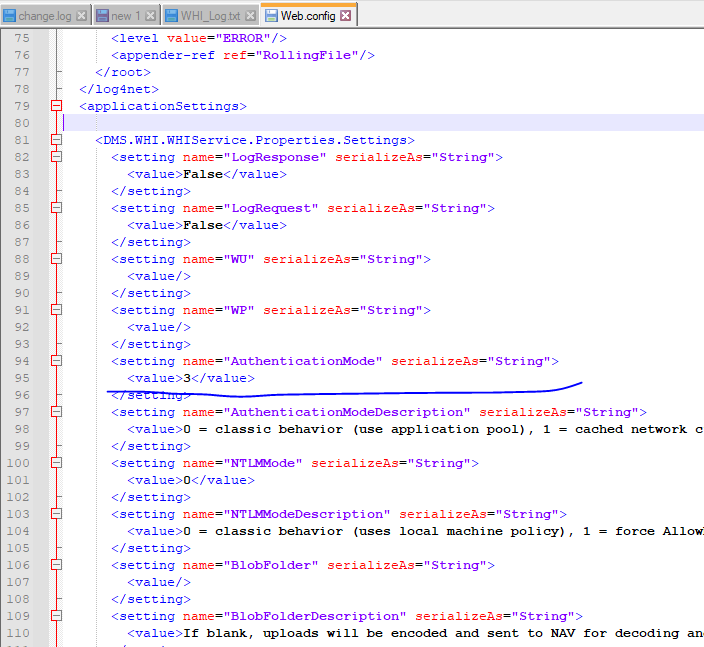 change.log new 1 WHI_Log.txt Web.config
75 <level value="ERROR"/>
76 <appender-ref ref="RollingFile"/>
77 </root>
78 </log4net>
79 <applicationSettings>
80
81 <DMS.WHI.WHIService.Properties.Settings>
82 <setting name="LogResponse" serializeAs="String">
83 <value>False</value>
84 </setting>
85 <setting name="LogRequest" serializeAs="String">
86 <value>False</value>
87 </setting>
88 <setting name="WU" serializeAs="String">
89 <value/>
90 </setting>
91 <setting name="WP" serializeAs="String">
92 <value/>
93 </setting>
94 <setting name="AuthenticationMode" serializeAs="String">
95 <value>3</value>
96 </setting>
97 <setting name="AuthenticationModeDescription" serializeAs="String">
98 <value>0 = classic behavior (use application pool), 1 = cached network c
99 </setting>
100 <setting name="NTLMMode" serializeAs="String">
101 <value>0</value>
102 </setting>
103 <setting name="NTLMModeDescription" serializeAs="String">
104 <value>0 = classic behavior (uses local machine policy), 1 = force Allow
105 </setting>
106 <setting name="BlobFolder" serializeAs="String">
107 <value/>
108 </setting>
109 <setting name="BlobFolderDescription" serializeAs="String">
110 <value>If blank, uploads will be encoded and sent to NAV for decoding an